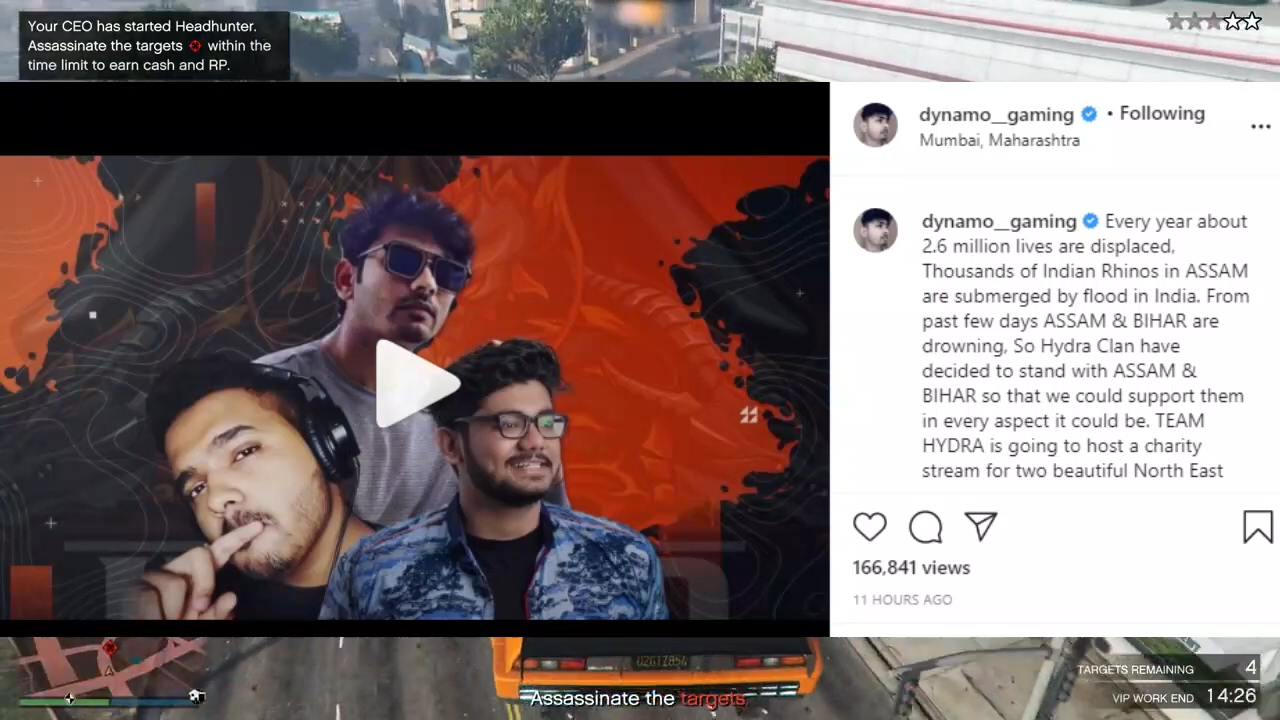 Your CEO has started Headhunter.
Assassinate the targets within the
time limit to earn cash and RP.
dynamo__gaming • Following
Mumbai, Maharashtra
dynamo__gaming Every year about
2.6 million lives are displaced,
Thousands of Indian Rhinos in ASSAM
are submerged by flood in India. From
past few days ASSAM & BIHAR are
drowning, So Hydra Clan have
decided to stand with ASSAM &
BIHAR so that we could support them
in every aspect it could be. TEAM
HYDRA is going to host a charity
stream for two beautiful North East
166,841 views
11 HOURS AGO
TARGETS REMAINING 4
VIP WORK END 14:26
Assassinate the targets.